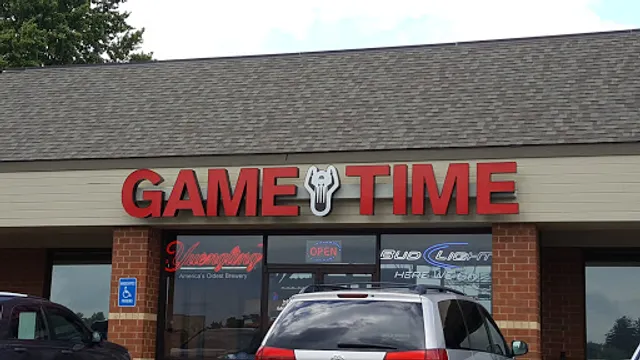 GAME TIME
Yuengling
America's Oldest Brewery
OPEN
BUD LIGHT
HERE WE GO